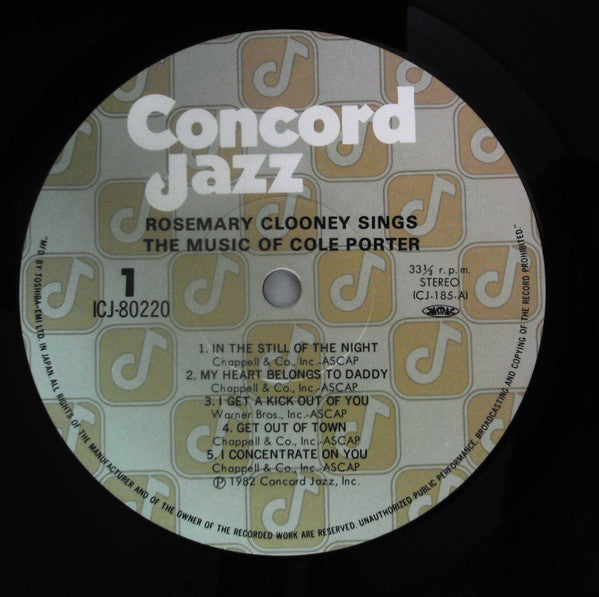 Concord
Jazz
ROSEMARY CLOONEY SINGS
THE MUSIC OF COLE PORTER
1
ICJ-80220
33⅓ r.p.m.
STEREO
(CJ-185-A)
JASRAC
1. IN THE STILL OF THE NIGHT
Chappell & Co., Inc.-ASCAP
2. MY HEART BELONGS TO DADDY
Chappell & Co., Inc.-ASCAP
3. I GET A KICK OUT OF YOU
Warner Bros., Inc-ASCAP
4. GET OUT OF TOWN
Chappell & Co., Inc-ASCAP
5. I CONCENTRATE ON YOU
Chappell & Co., Inc.-ASCAP
Ⓟ 1982 Concord Jazz, Inc.
"MFD. BY TOSHIBA-EMI LTD. IN JAPAN. ALL RIGHTS OF THE MANUFACTURER AND OF THE OWNER OF THE RECORDED WORK ARE RESERVED. UNAUTHORIZED PUBLIC PERFORMANCE, BROADCASTING AND COPYING OF THE RECORD PROHIBITED."